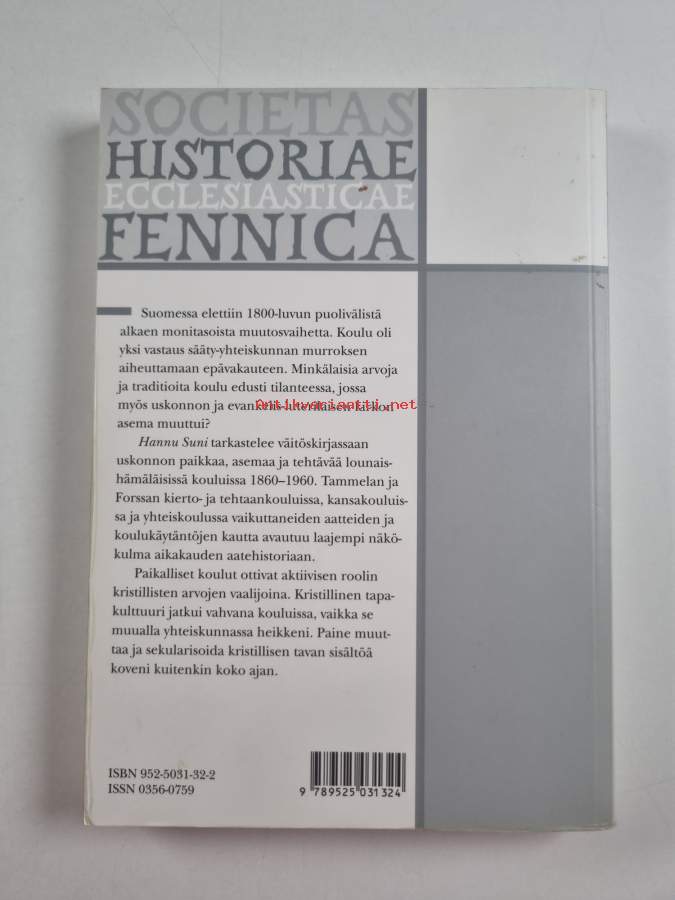 SOCIETAS
HISTORIAE
ECCLESIASTICAE
FENNICA
Suomessa elettiin 1800-luvun puolivälistä
alkaen monitasoista muutosvaihetta. Koulu oli
yksi vastaus sääty-yhteiskunnan murroksen
aiheuttamaan epävakauteen. Minkälaisia arvoja
ja traditioita koulu edusti tilanteessa, jossa
myös uskonnon ja evankelis-luterilaisen kirkon
Antikvariaatti.net
asema muuttui?
Hannu Suni tarkastelee väitöskirjassaan
uskonnon paikkaa, asemaa ja tehtävää lounais-
hämäläisissä kouluissa 1860–1960. Tammelan ja
Forssan kierto- ja tehtaankouluissa, kansakouluis-
sa ja yhteiskoulussa vaikuttaneiden aatteiden ja
koulukäytäntöjen kautta avautuu laajempi näkö-
kulma aikakauden aatehistoriaan.
Paikalliset koulut ottivat aktiivisen roolin
kristillisten arvojen vaalijoina. Kristillinen tapa-
kulttuuri jatkui vahvana kouluissa, vaikka se
muualla yhteiskunnassa heikkeni. Paine muut-
taa ja sekularisoida kristillisen tavan sisältöä
koveni kuitenkin koko ajan.
ISBN 952-5031-32-2
ISSN 0356-0759
9 789525 031324